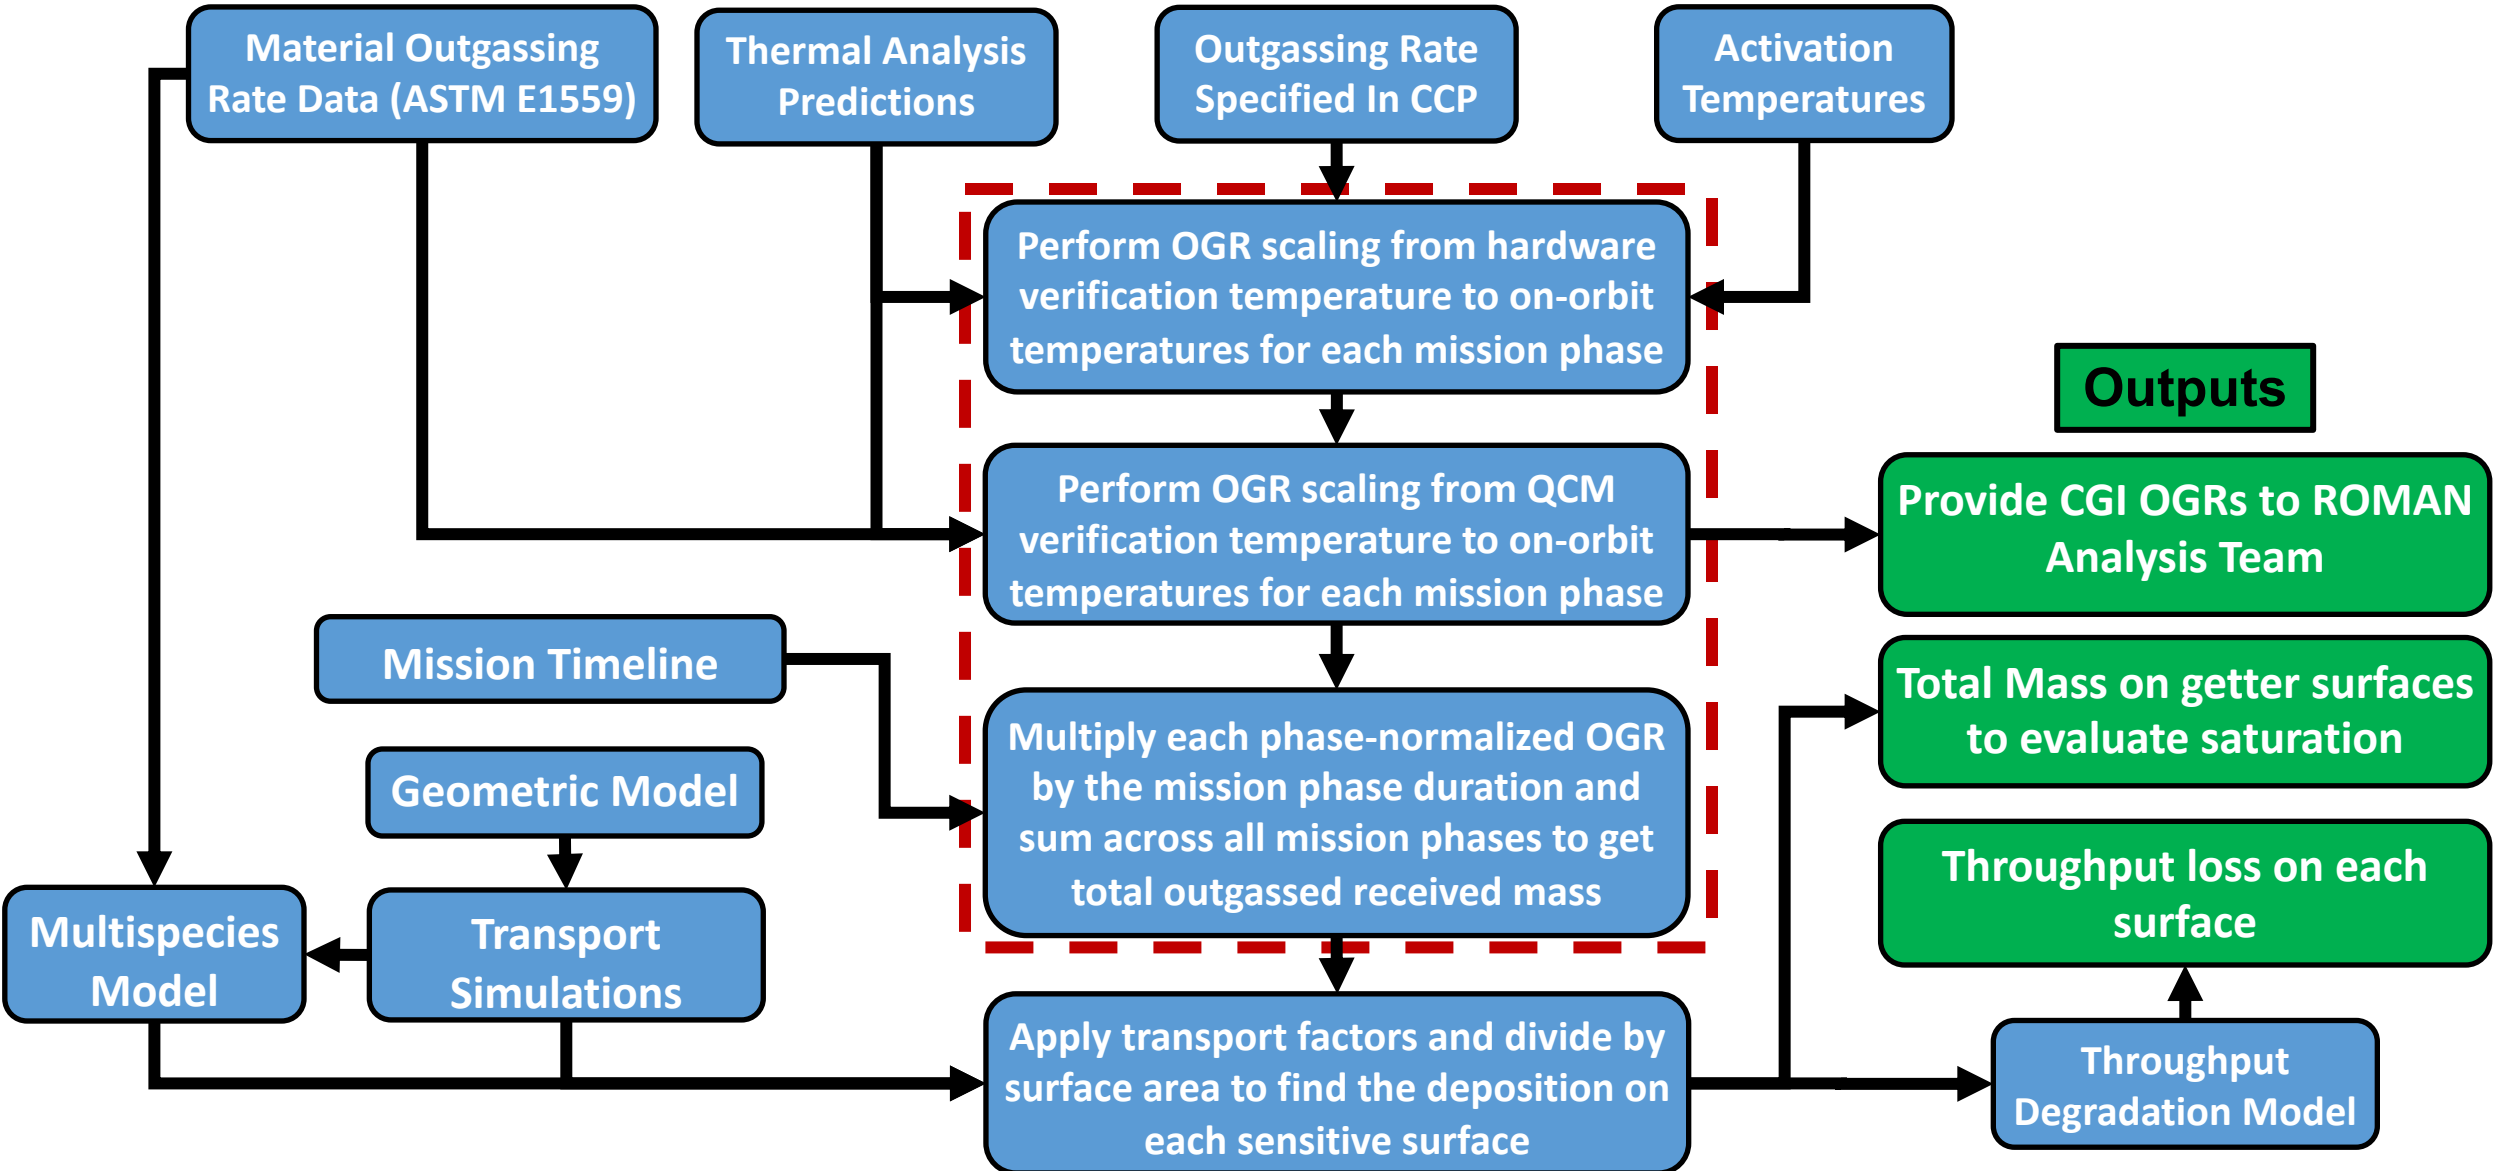 Material Outgassing
Rate Data (ASTM E1559)
Thermal Analysis
Predictions
Outgassing Rate
Specified In CCP
Activation
Temperatures
Perform OGR scaling from hardware
verification temperature to on-orbit
temperatures for each mission phase
Outputs
Perform OGR scaling from QCM
verification temperature to on-orbit
temperatures for each mission phase
Provide CGI OGRs to ROMAN
Analysis Team
Mission Timeline
Total Mass on getter surfaces
to evaluate saturation
Geometric Model
Multiply each phase-normalized OGR
by the mission phase duration and
sum across all mission phases to get
total outgassed received mass
Throughput loss on each
surface
Multispecies
Model
Transport
Simulations
Apply transport factors and divide by
surface area to find the deposition on
each sensitive surface
Throughput
Degradation Model